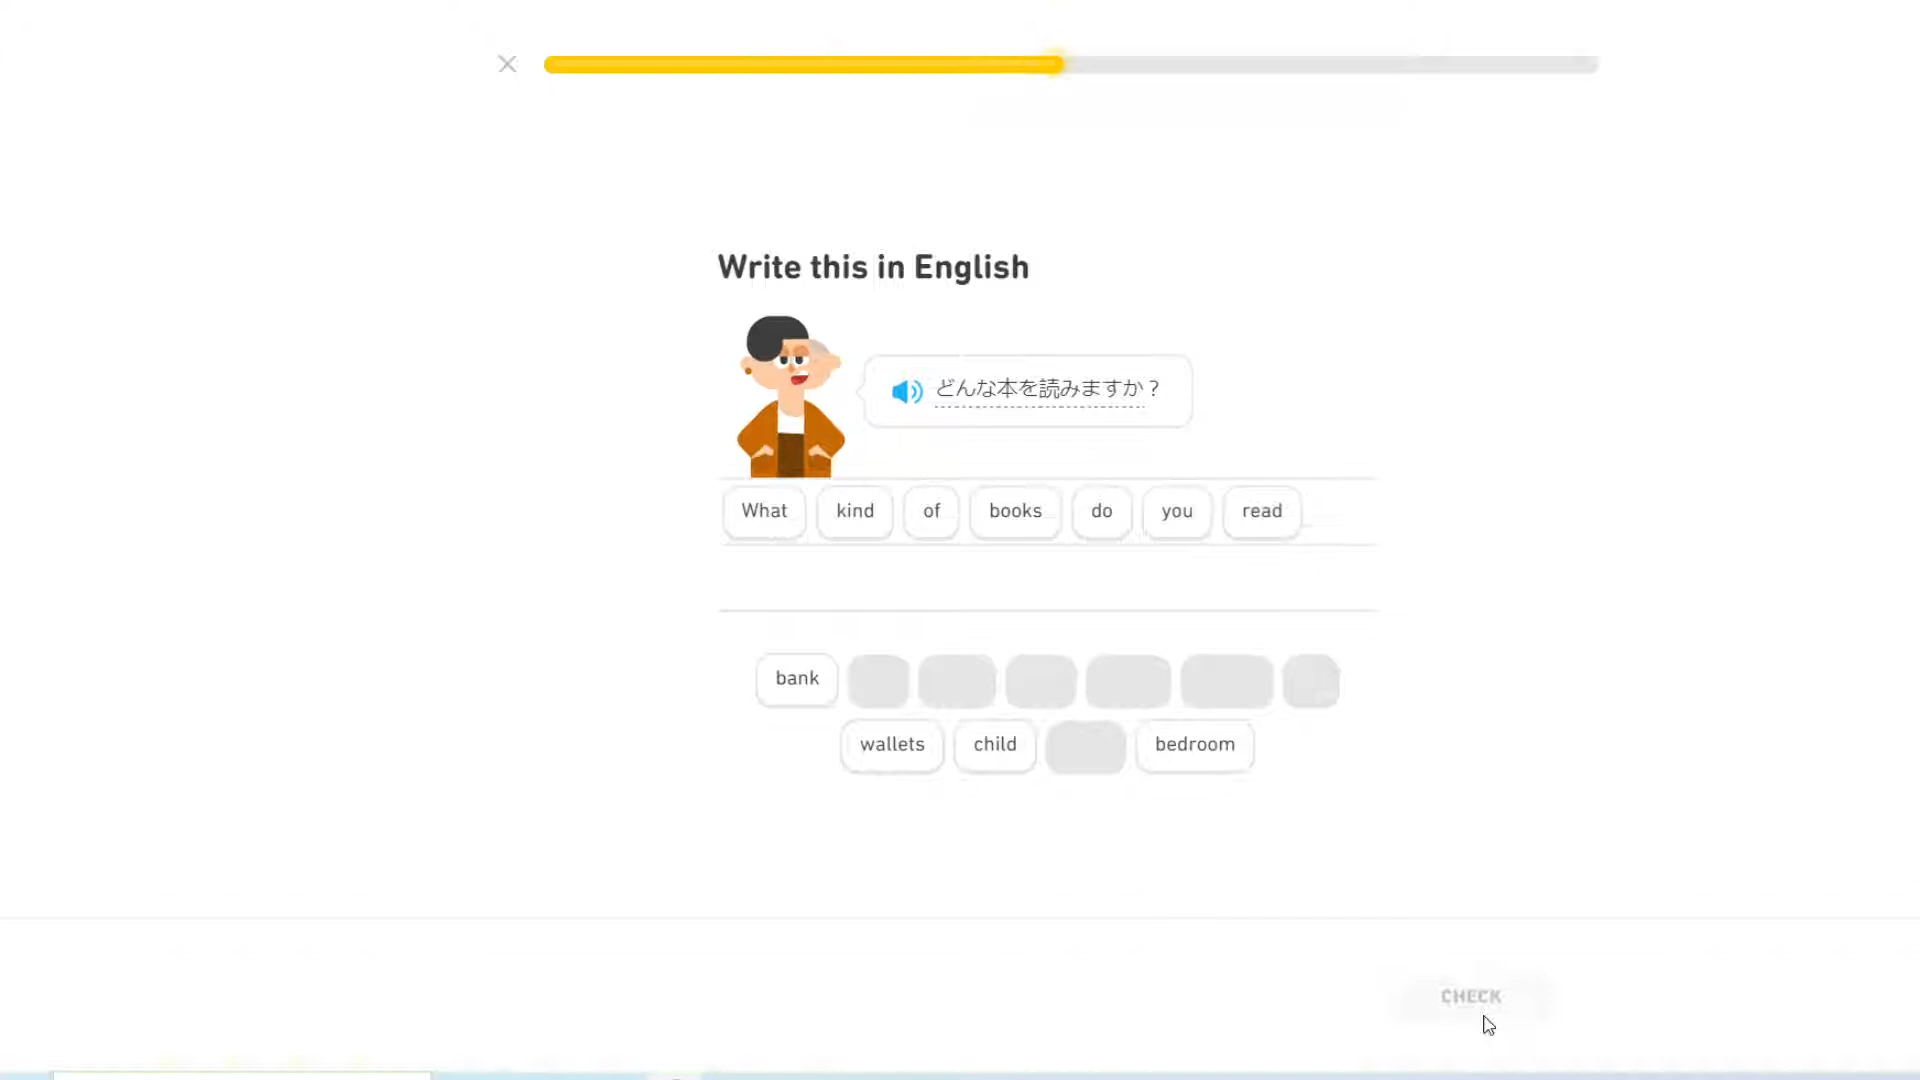 Write this in English
どんな本を読みますか？
What kind of books do you read
bank
wallets child bedroom
CHECK